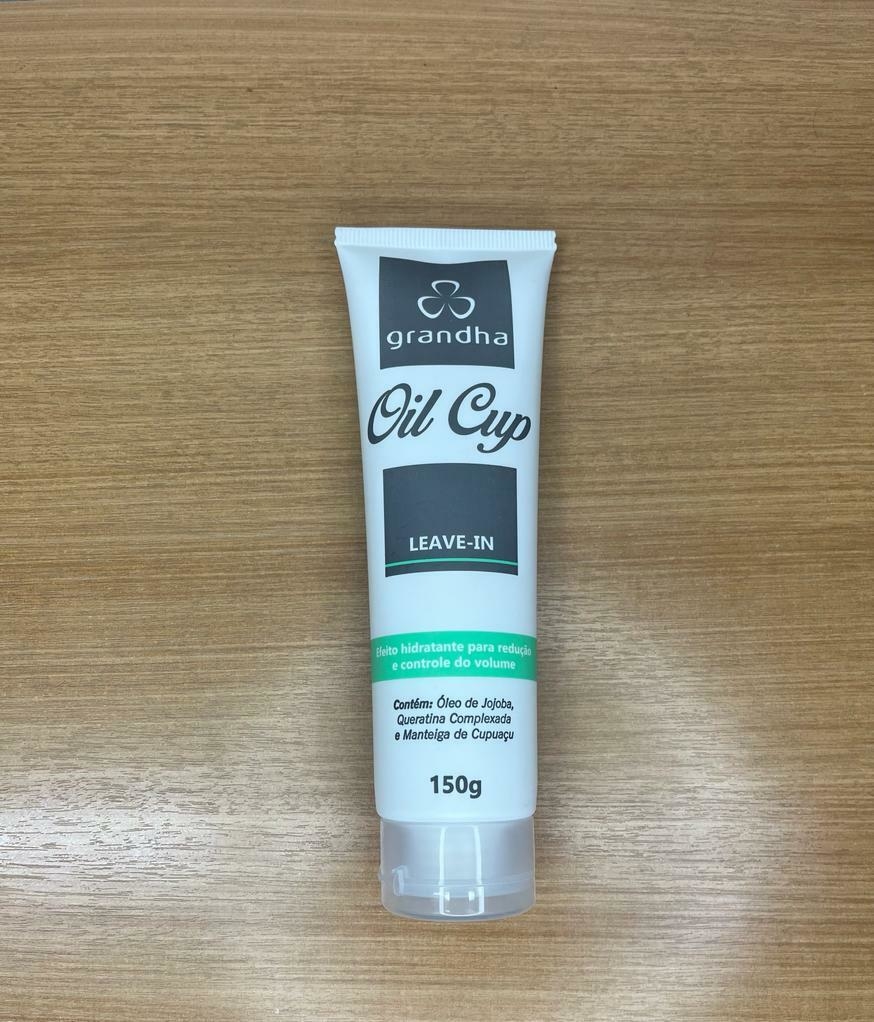 grandha
Oil Cup
LEAVE-IN
Efeito hidratante para redução
e controle do volume
Contém: Óleo de Jojoba,
Queratina Complexada
e Manteiga de Cupuaçu
150g